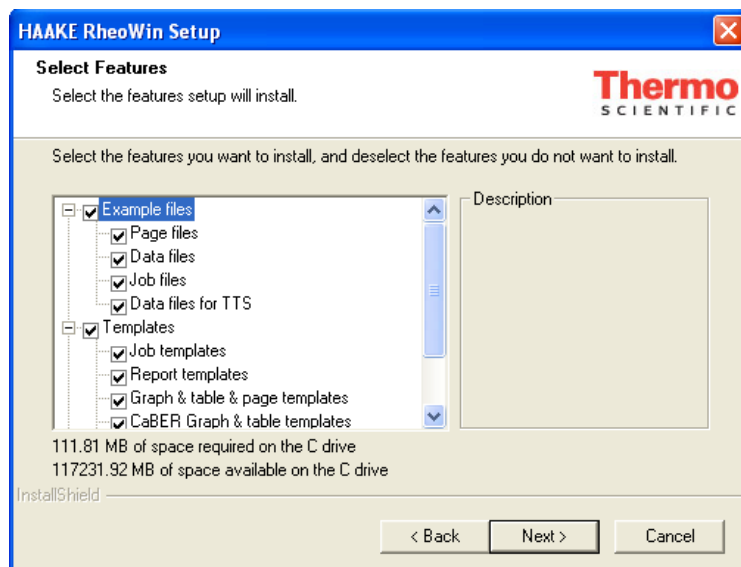 HAAKE RheoWin Setup
Select Features
Select the features setup will install.
Thermo
SCIENTIFIC
Select the features you want to install, and deselect the features you do not want to install.
Example files
Page files
Data files
Job files
Data files for TTS
Templates
Job templates
Report templates
Graph & table & page templates
CaBER Graph & table templates
Description
111.81 MB of space required on the C drive
117231.92 MB of space available on the C drive
InstallShield
< Back
Next >
Cancel